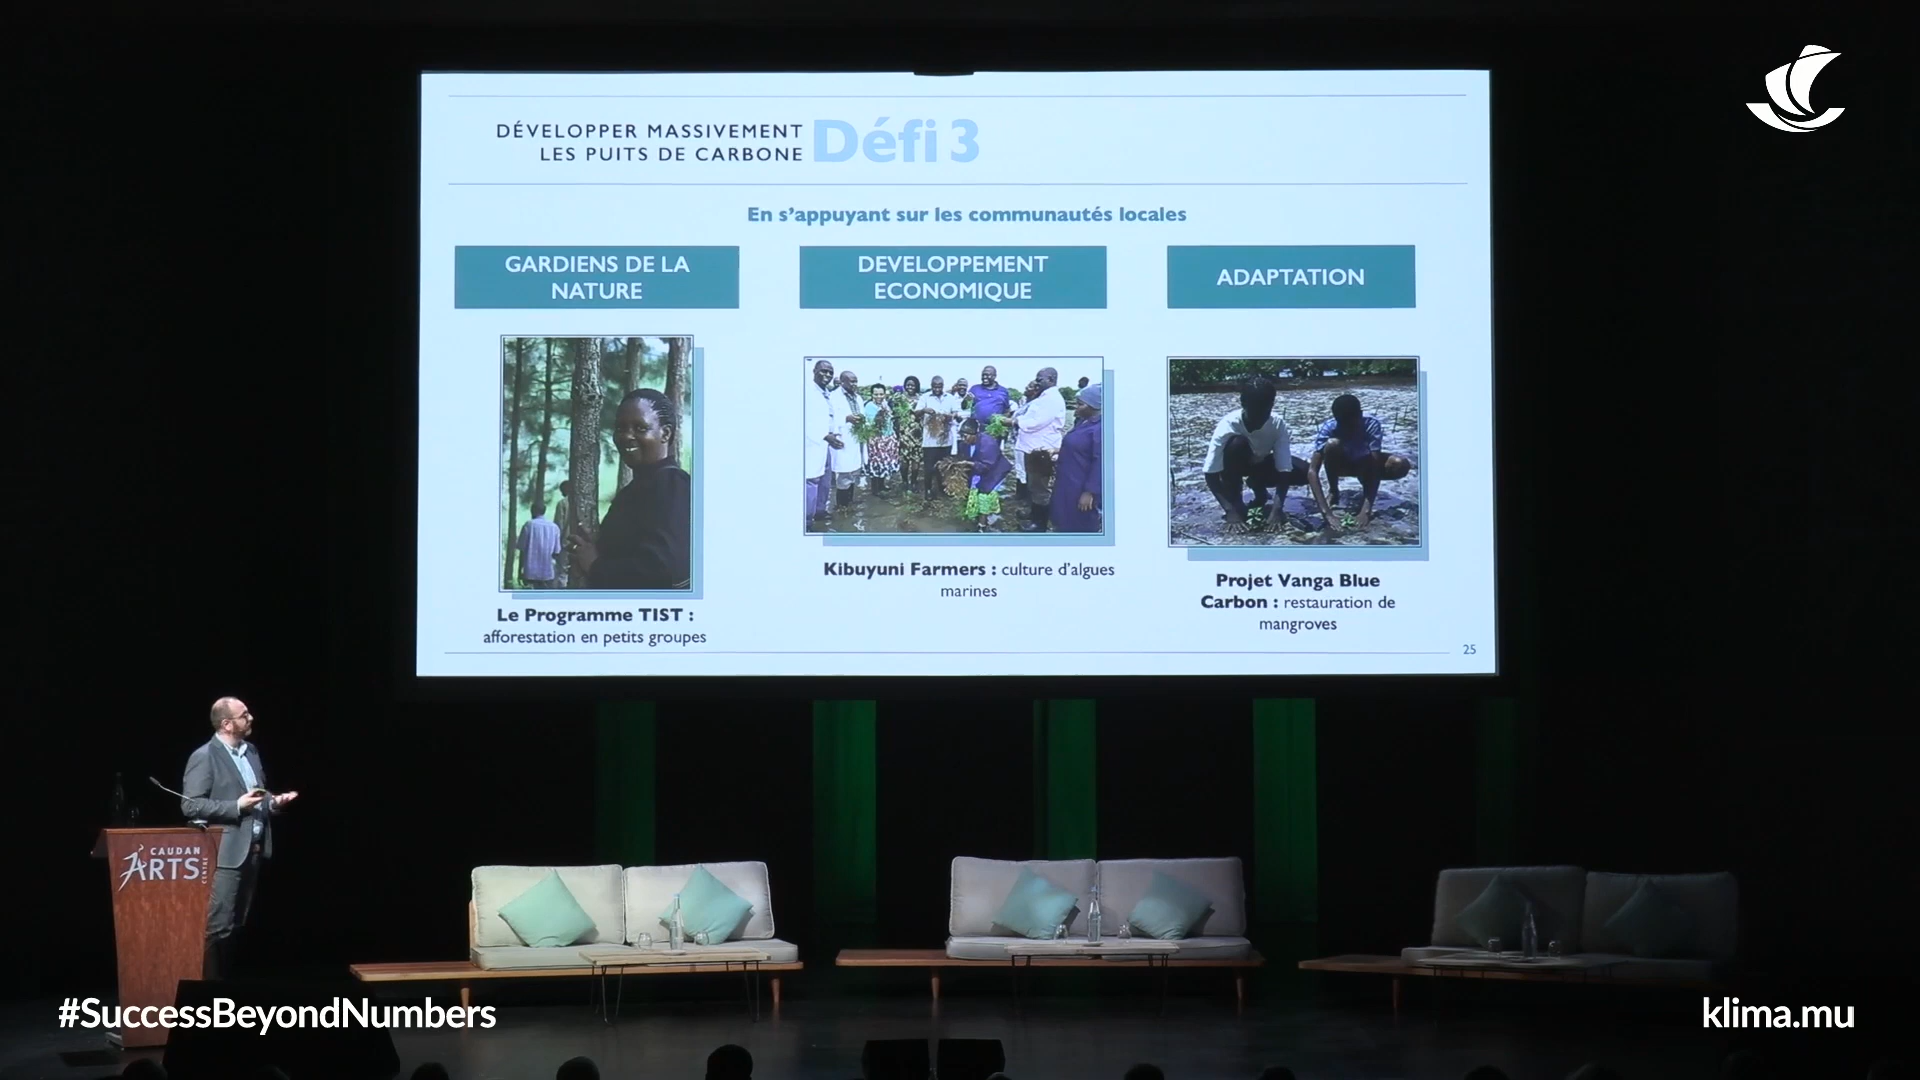 DÉVELOPPER MASSIVEMENT
LES PUITS DE CARBONE
Défi 3
En s'appuyant sur les communautés locales
GARDIENS DE LA
NATURE
DEVELOPPEMENT
ECONOMIQUE
ADAPTATION
Le Programme TIST :
afforestation en petits groupes
Kibuyuni Farmers : culture d'algues
marines
Projet Vanga Blue
Carbon : restauration de
mangroves
25
CAUDAN
ARTS
CENTRE
#SuccessBeyondNumbers
klima.mu